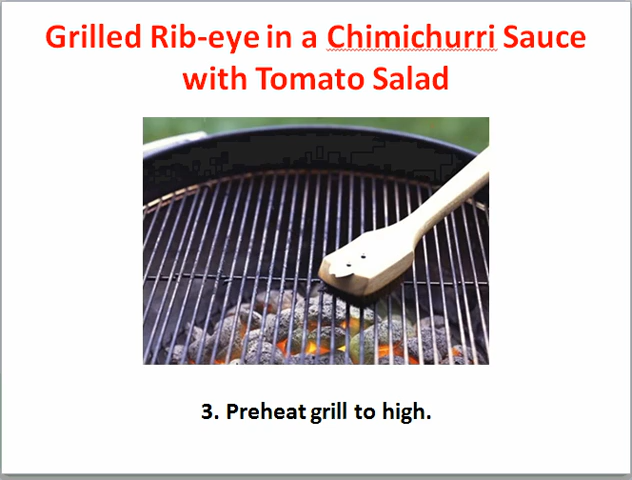 Grilled Rib-eye in a Chimichurri Sauce
with Tomato Salad
3. Preheat grill to high.